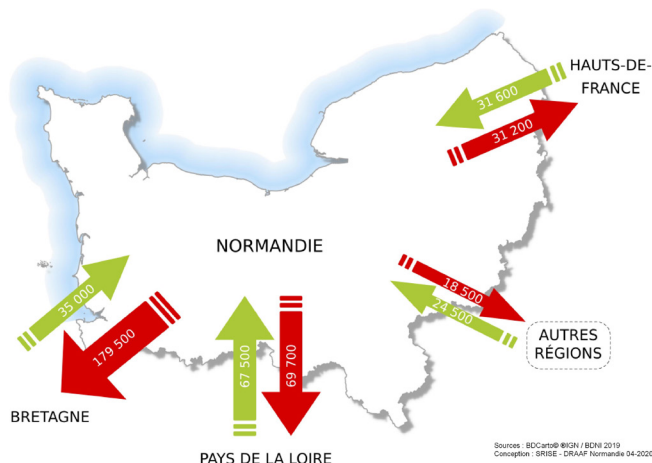 HAUTS-DE-
FRANCE
31 600
31 200
NORMANDIE
18 500
24 500
35 000
179 500
67 500
69 700
AUTRES
RÉGIONS
BRETAGNE
PAYS DE LA LOIRE
Sources : BDCarto© ®IGN / BDNI 2019
Conception : SRISE - DRAAF Normandie 04-2020